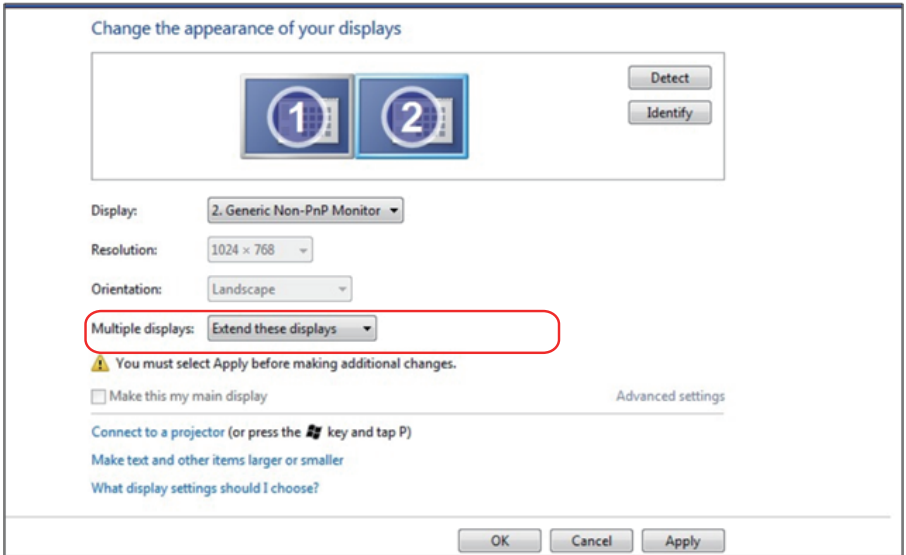 Change the appearance of your displays
1
2
Detect
Identify
Display: 2. Generic Non-PnP Monitor
Resolution: 1024 × 768
Orientation: Landscape
Multiple displays: Extend these displays
You must select Apply before making additional changes.
Make this my main display Advanced settings
Connect to a projector (or press the key and tap P)
Make text and other items larger or smaller
What display settings should I choose?
OK Cancel Apply